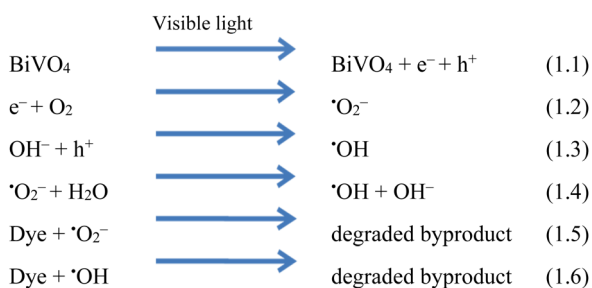 Visible light
BiVO₄ BiVO₄ + e⁻ + h⁺ (1.1)
e⁻ + O₂ •O₂⁻ (1.2)
OH⁻ + h⁺ •OH (1.3)
•O₂⁻ + H₂O •OH + OH⁻ (1.4)
Dye + •O₂⁻ degraded byproduct (1.5)
Dye + •OH degraded byproduct (1.6)